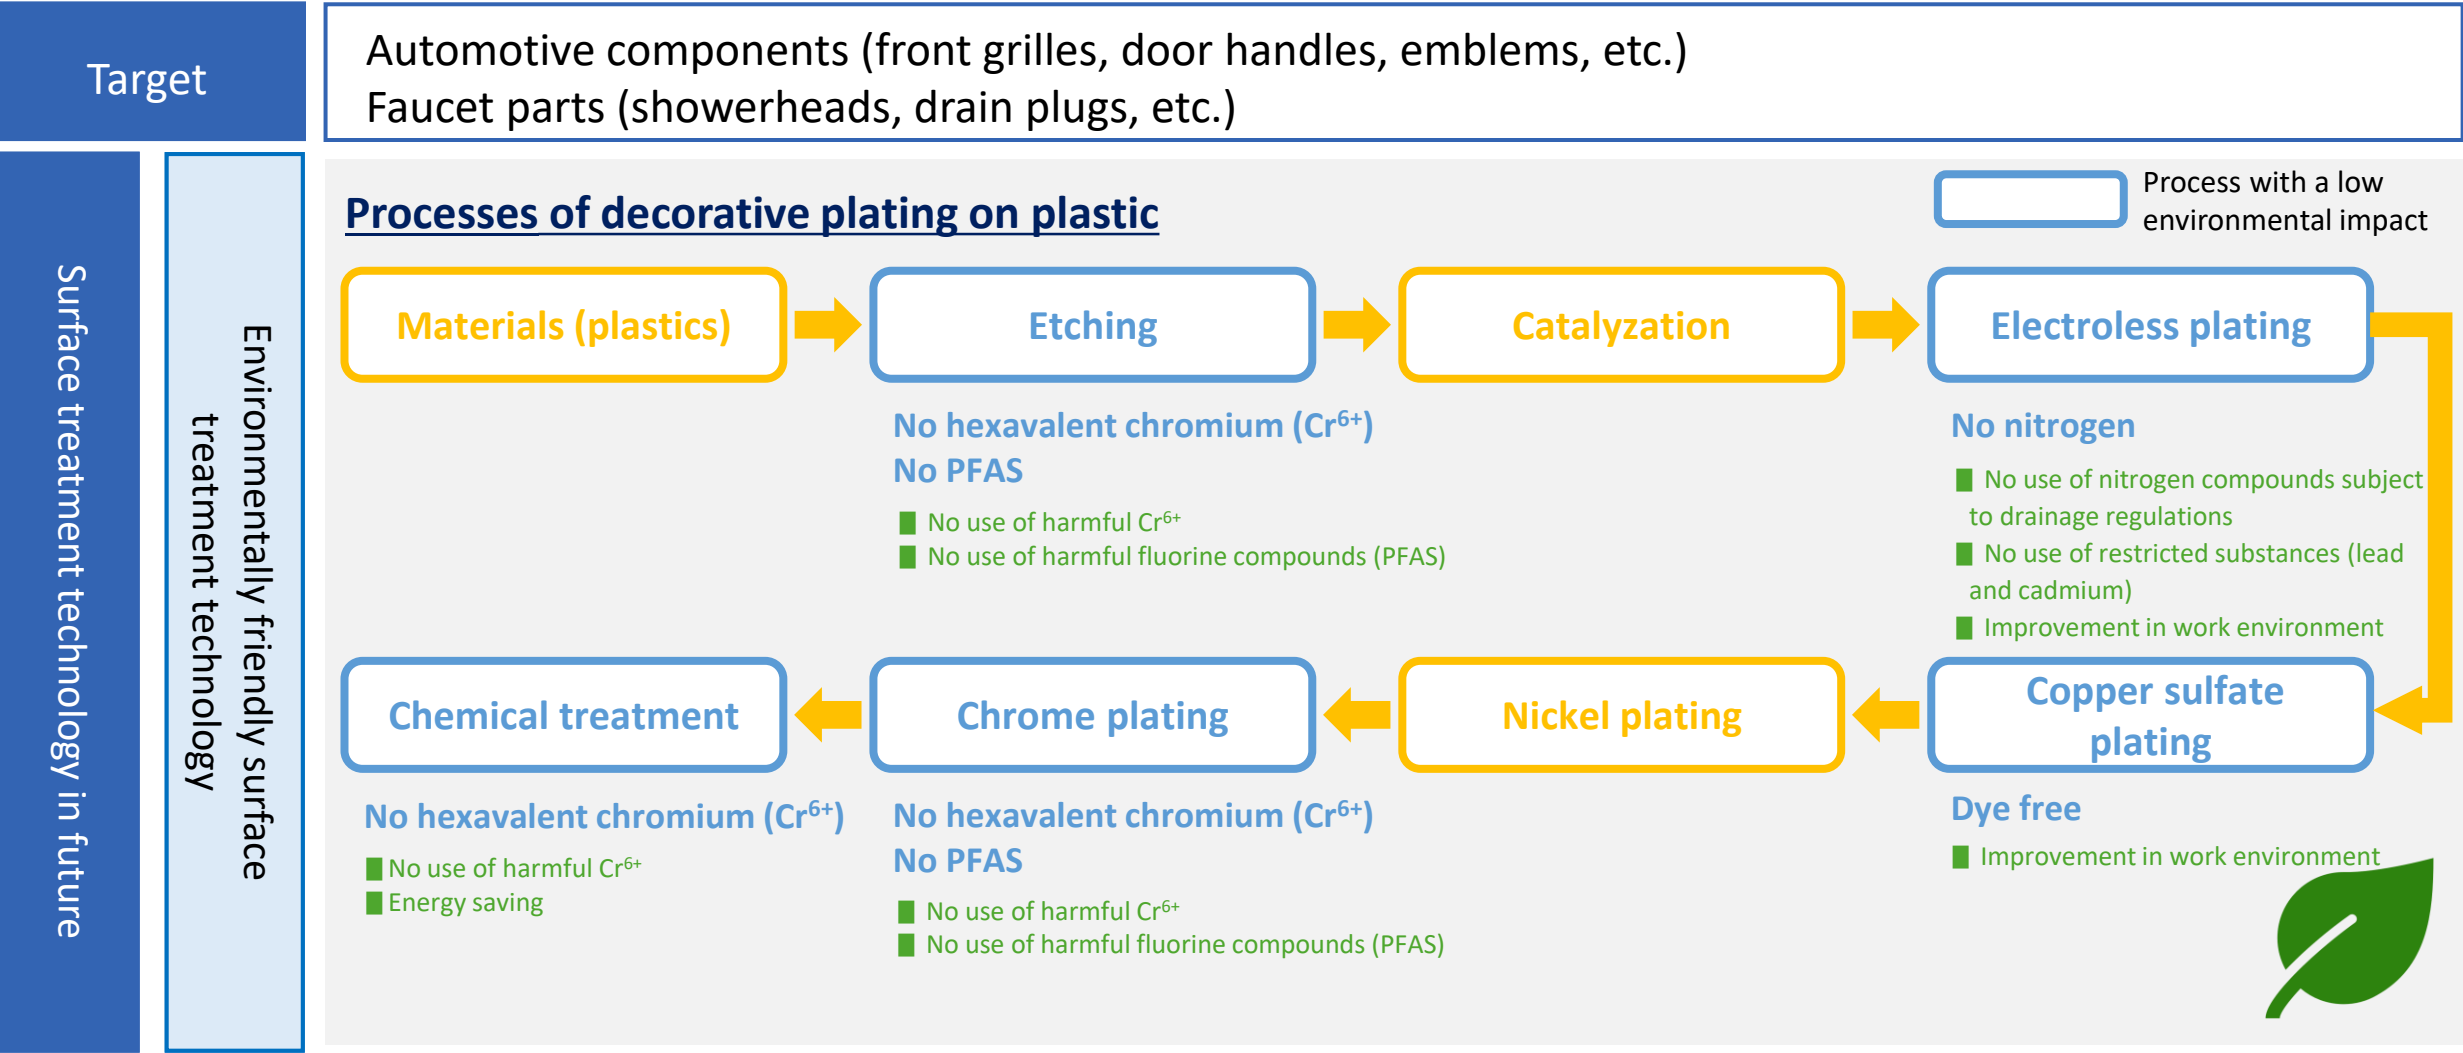 Target
Automotive components (front grilles, door handles, emblems, etc.)
Faucet parts (showerheads, drain plugs, etc.)
Surface treatment technology in future
Environmentally friendly surface
treatment technology
Processes of decorative plating on plastic
Process with a low
environmental impact
Materials (plastics)
Etching
Catalyzation
Electroless plating
No hexavalent chromium (Cr⁶⁺)
No PFAS
■ No use of harmful Cr⁶⁺
■ No use of harmful fluorine compounds (PFAS)
No nitrogen
■ No use of nitrogen compounds subject
to drainage regulations
■ No use of restricted substances (lead
and cadmium)
■ Improvement in work environment
Chemical treatment
Chrome plating
Nickel plating
Copper sulfate
plating
No hexavalent chromium (Cr⁶⁺)
■ No use of harmful Cr⁶⁺
■ Energy saving
No hexavalent chromium (Cr⁶⁺)
No PFAS
■ No use of harmful Cr⁶⁺
■ No use of harmful fluorine compounds (PFAS)
Dye free
■ Improvement in work environment